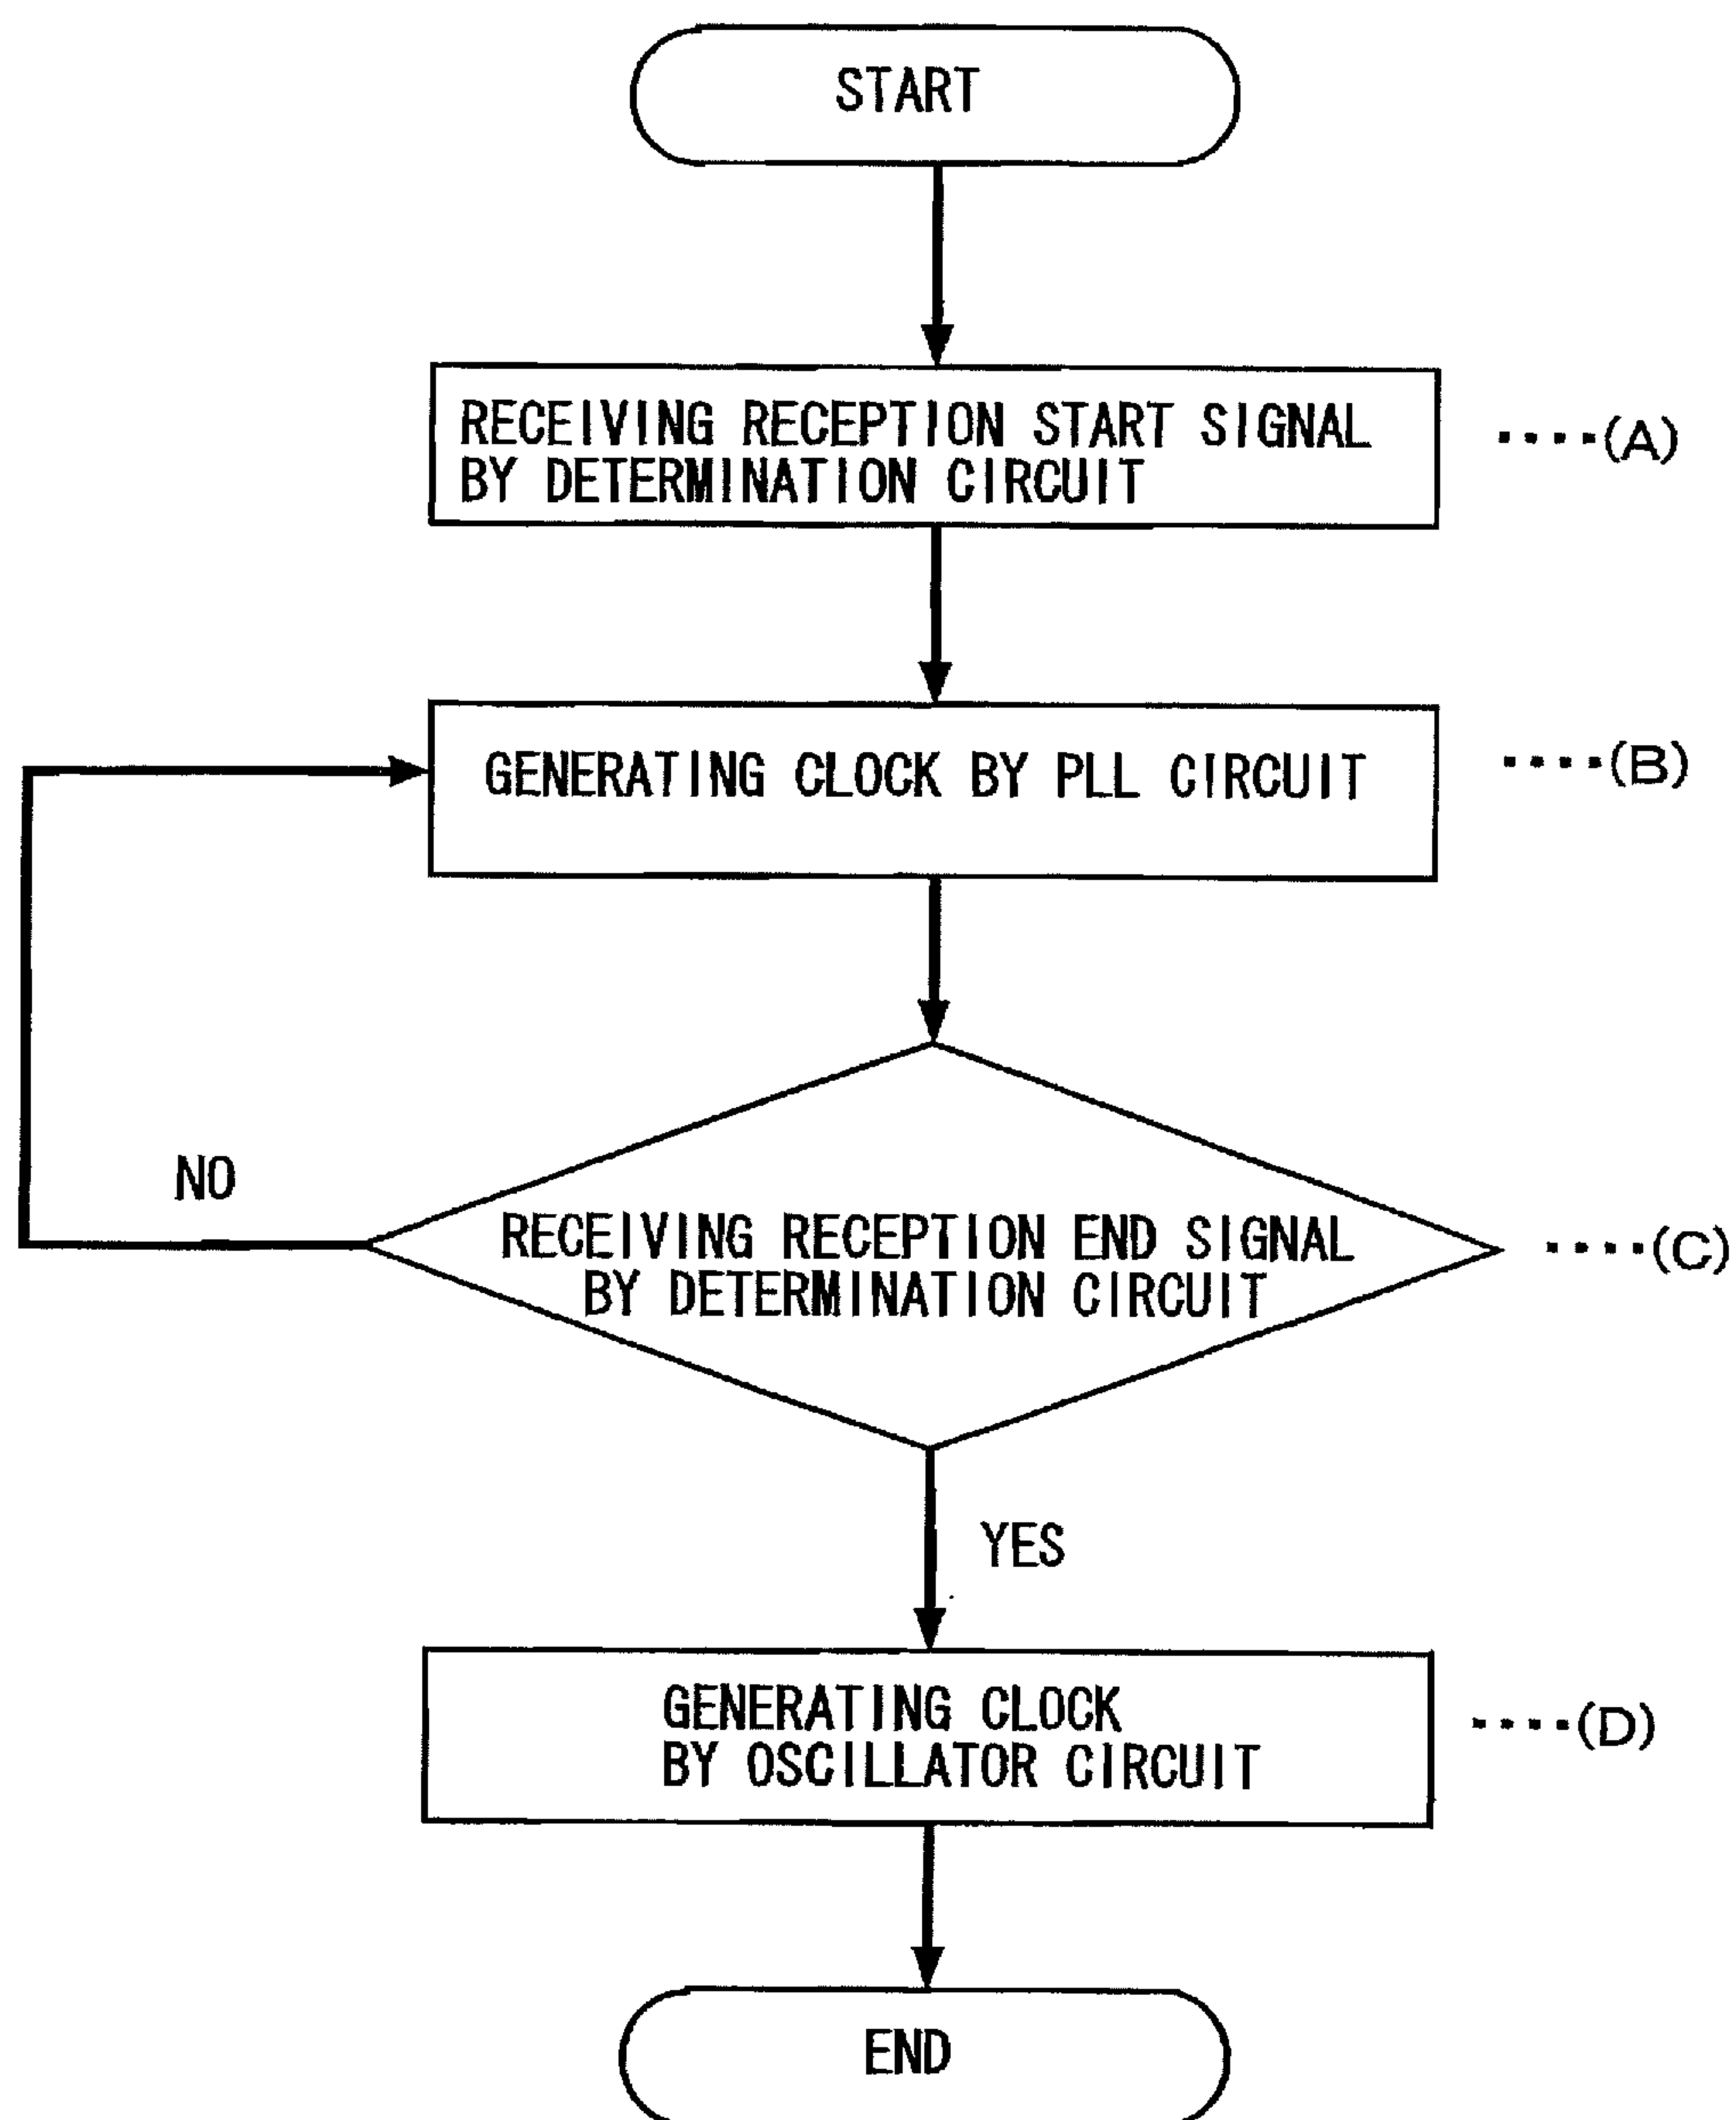 START
RECEIVING RECEPTION START SIGNAL
BY DETERMINATION CIRCUIT
....(A)
GENERATING CLOCK BY PLL CIRCUIT
....(B)
NO
RECEIVING RECEPTION END SIGNAL
BY DETERMINATION CIRCUIT
....(C)
YES
GENERATING CLOCK
BY OSCILLATOR CIRCUIT
....(D)
END